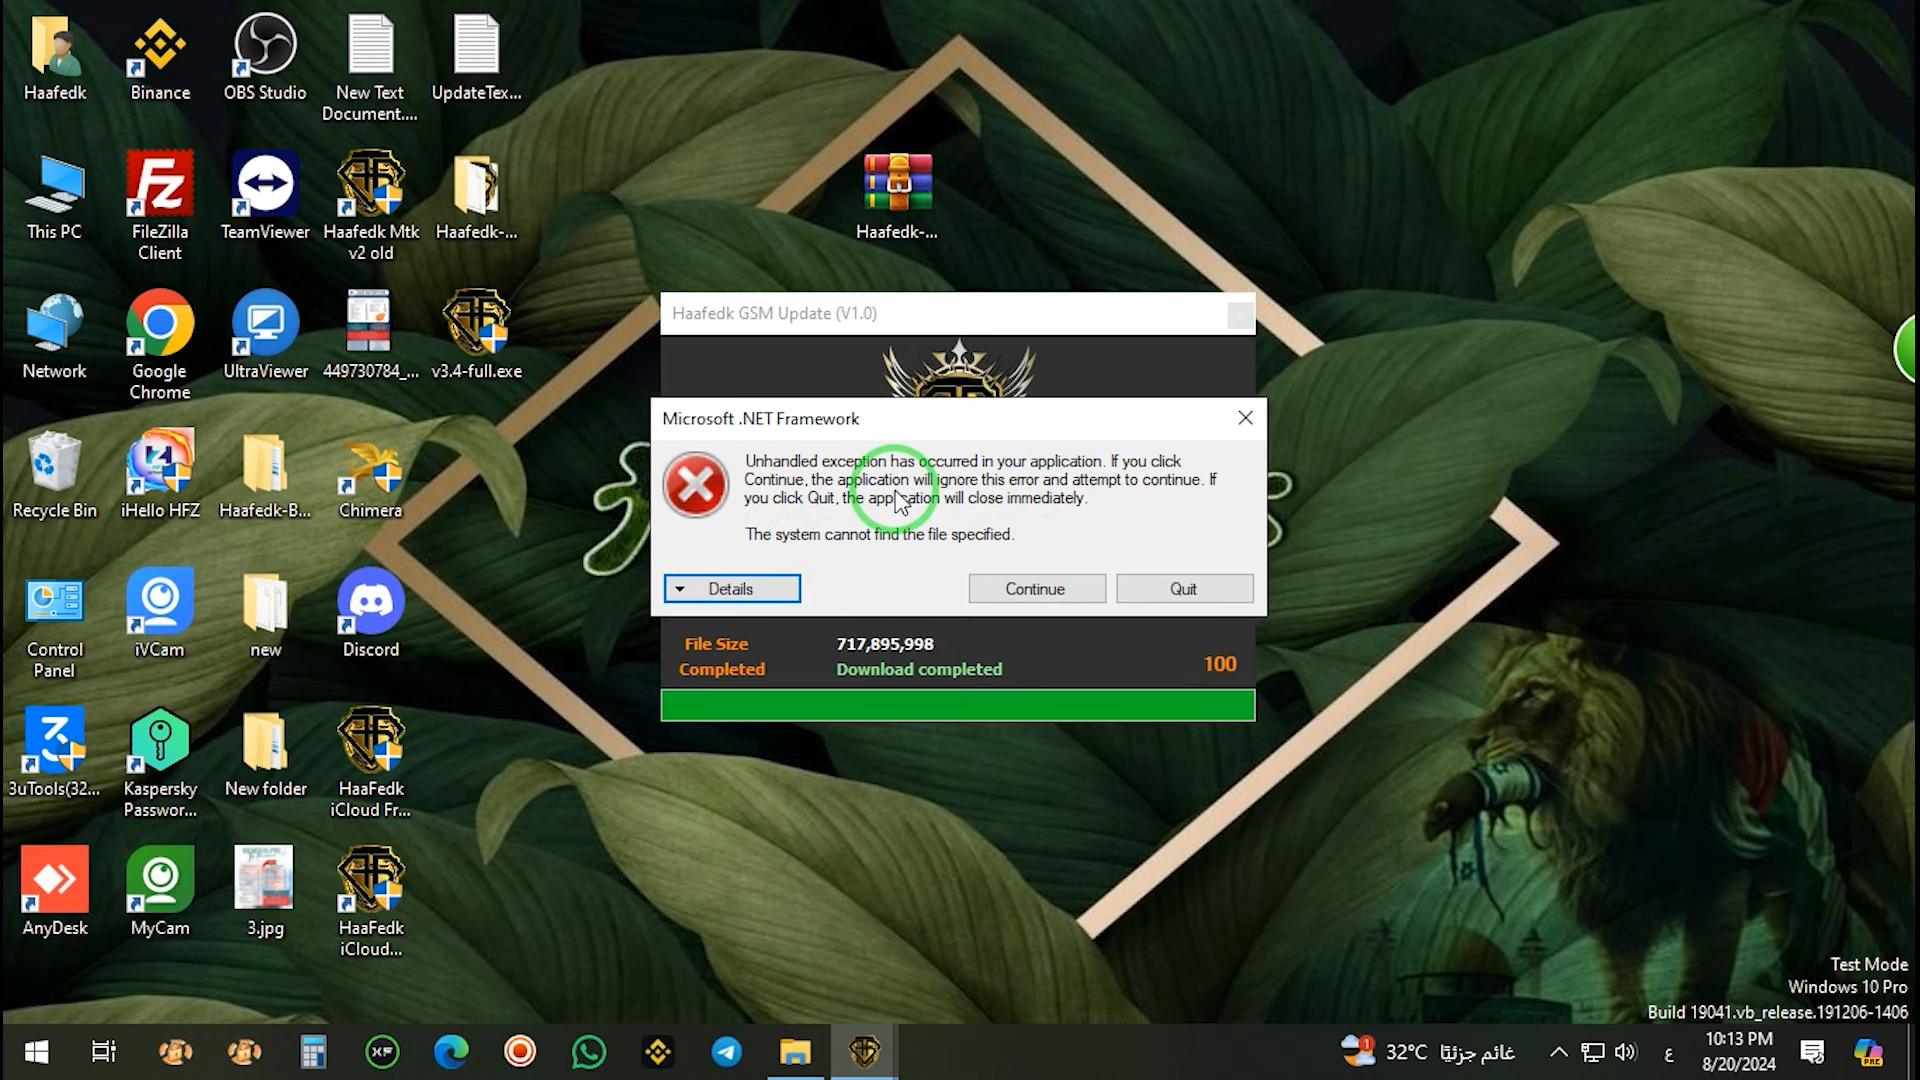 Haafedk
Binance
OBS Studio
New Text
Document....
UpdateTex...
This PC
FileZilla
Client
TeamViewer
Haafedk Mtk
v2 old
Haafedk-...
Haafedk-...
Network
Google
Chrome
UltraViewer
449730784_...
v3.4-full.exe
Recycle Bin
iHello HFZ
Haafedk-B...
Chimera
Control
Panel
iVCam
new
Discord
3uTools(32...
Kaspersky
Passwor...
New folder
HaaFedk
iCloud Fr...
AnyDesk
MyCam
3.jpg
HaaFedk
iCloud...
Haafedk GSM Update (V1.0)
Microsoft .NET Framework
Unhandled exception has occurred in your application. If you click
Continue, the application will ignore this error and attempt to continue. If
you click Quit, the application will close immediately.
The system cannot find the file specified.
Details
Continue
Quit
File Size 717,895,998
Completed Download completed 100
Test Mode
Windows 10 Pro
Build 19041.vb_release.191206-1406
32°C غائم جزئيًا
ع
10:13 PM
8/20/2024